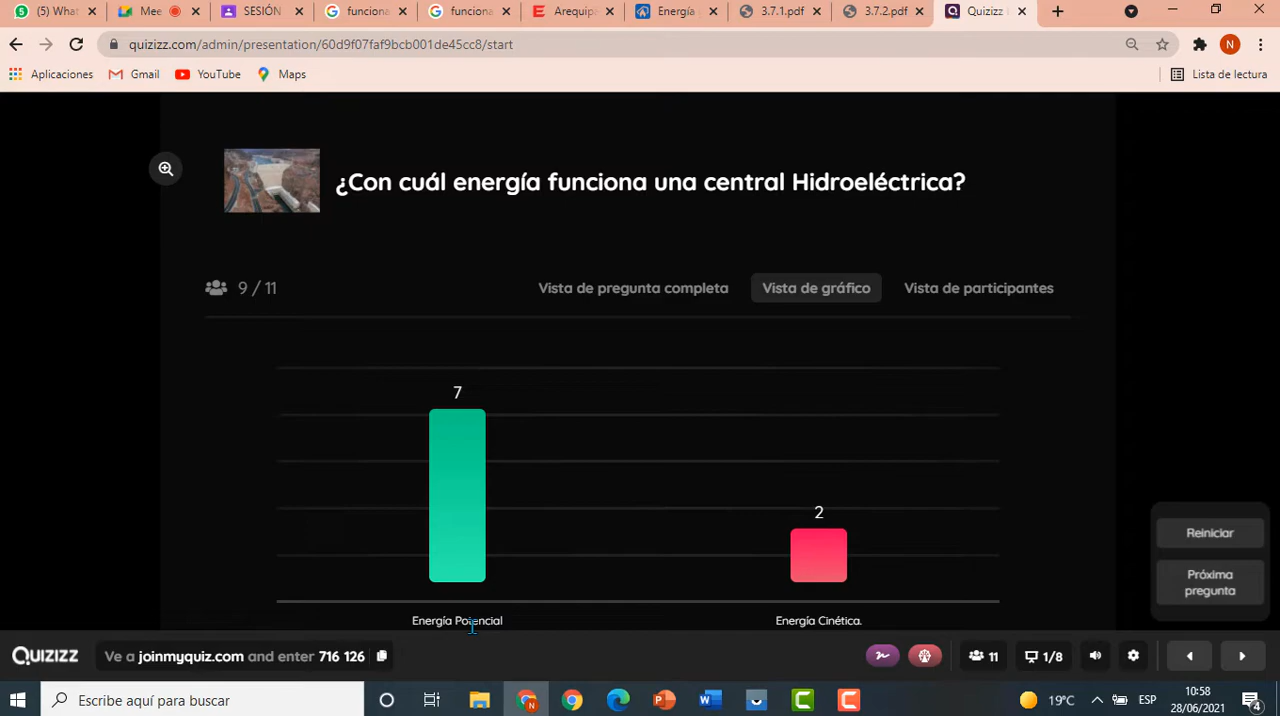 (5) What
Mee
SESIÓN
funciona
funciona
Arequip
Energía p
3.7.1.pdf
3.7.2.pdf
Quizizz
quizizz.com/admin/presentation/60d9f07faf9bcb001de45cc8/start
N
Aplicaciones
Gmail
YouTube
Maps
Lista de lectura
¿Con cuál energía funciona una central Hidroeléctrica?
9 / 11
Vista de pregunta completa
Vista de gráfico
Vista de participantes
7
2
Reiniciar
Próxima
pregunta
Energía Potencial
Energía Cinética.
Quizizz
Ve a joinmyquiz.com and enter 716 126
11
1/8
Escribe aquí para buscar
19°C
ESP
10:58
28/06/2021
4